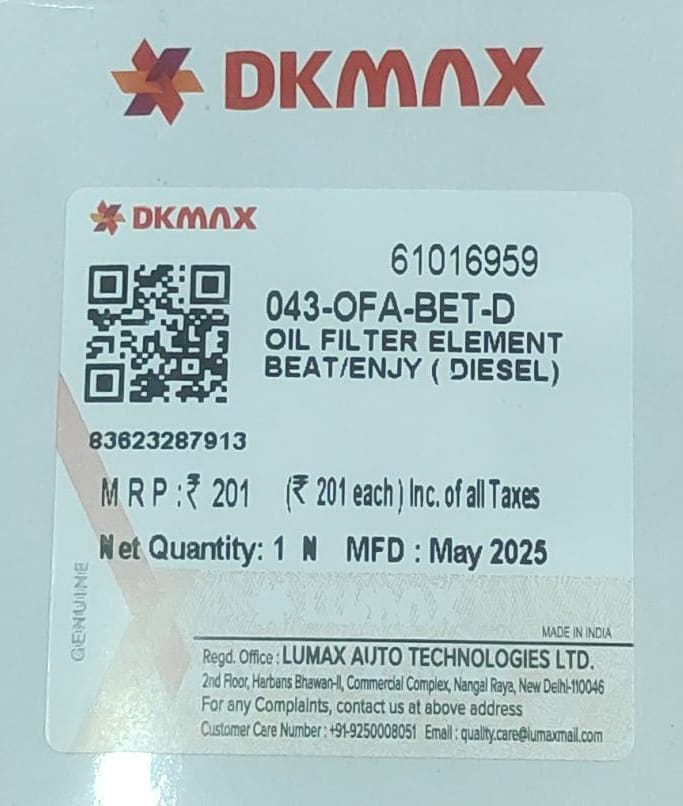 DKMAX
DKMAX
61016959
043-OFA-BET-D
OIL FILTER ELEMENT
BEAT/ENJY ( DIESEL)
83623287913
M R P :₹ 201 (₹ 201 each) Inc. of all Taxes
Net Quantity: 1 N MFD : May 2025
GENUINE
MADE IN INDIA
Regd. Office : LUMAX AUTO TECHNOLOGIES LTD.
2nd Floor, Harbans Bhawan-II, Commercial Complex, Nangal Raya, New Delhi-110046
For any Complaints, contact us at above address
Customer Care Number : +91-9250008051 Email : quality.care@lumaxmail.com